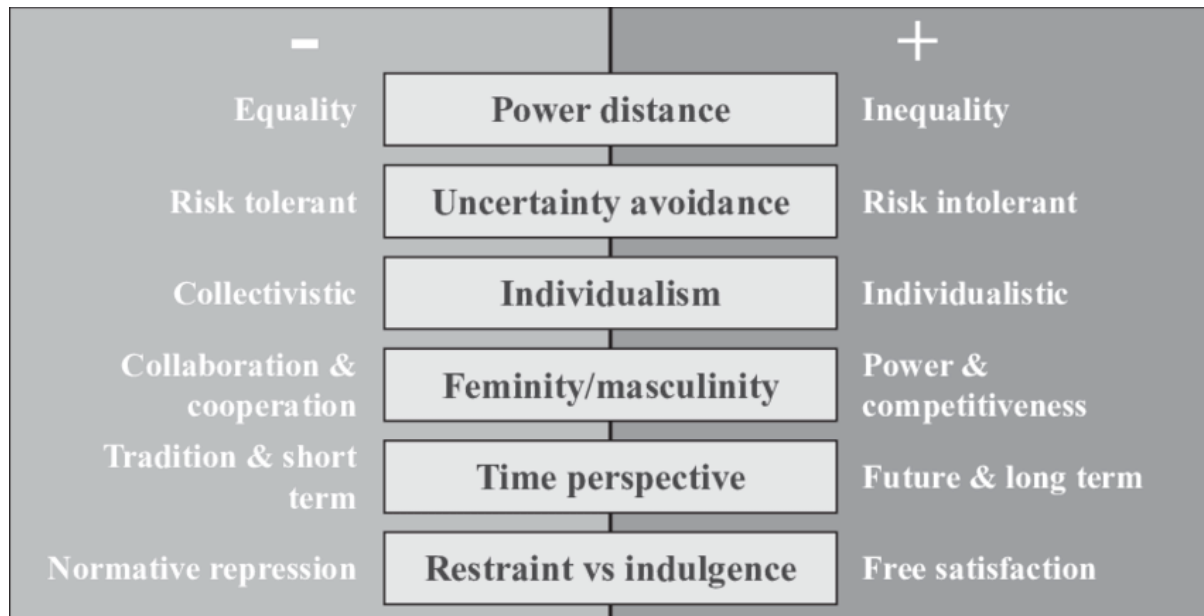 - +
Equality Power distance Inequality
Risk tolerant Uncertainty avoidance Risk intolerant
Collectivistic Individualism Individualistic
Collaboration &
cooperation
Feminity/masculinity
Power &
competitiveness
Tradition & short
term
Time perspective
Future & long term
Normative repression Restraint vs indulgence Free satisfaction